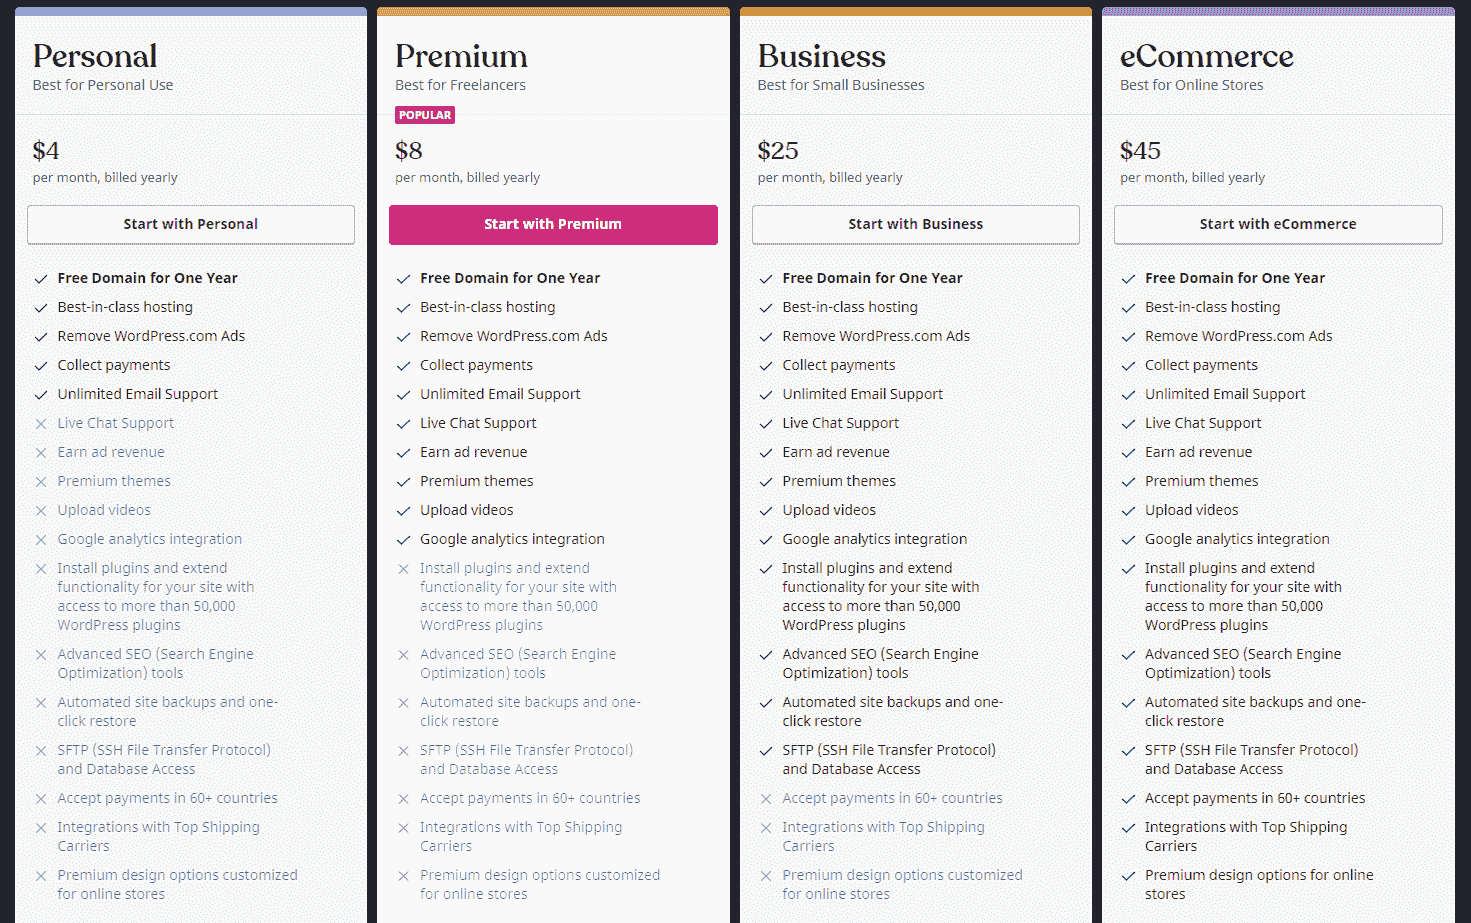 Personal
Best for Personal Use
$4
per month, billed yearly
Start with Personal
Free Domain for One Year
Best-in-class hosting
Remove WordPress.com Ads
Collect payments
Unlimited Email Support
Live Chat Support
Earn ad revenue
Premium themes
Upload videos
Google analytics integration
Install plugins and extend
functionality for your site with
access to more than 50,000
WordPress plugins
Advanced SEO (Search Engine
Optimization) tools
Automated site backups and one-
click restore
SFTP (SSH File Transfer Protocol)
and Database Access
Accept payments in 60+ countries
Integrations with Top Shipping
Carriers
Premium design options customized
for online stores
Premium
Best for Freelancers
POPULAR
$8
per month, billed yearly
Start with Premium
Free Domain for One Year
Best-in-class hosting
Remove WordPress.com Ads
Collect payments
Unlimited Email Support
Live Chat Support
Earn ad revenue
Premium themes
Upload videos
Google analytics integration
Install plugins and extend
functionality for your site with
access to more than 50,000
WordPress plugins
Advanced SEO (Search Engine
Optimization) tools
Automated site backups and one-
click restore
SFTP (SSH File Transfer Protocol)
and Database Access
Accept payments in 60+ countries
Integrations with Top Shipping
Carriers
Premium design options customized
for online stores
Business
Best for Small Businesses
$25
per month, billed yearly
Start with Business
Free Domain for One Year
Best-in-class hosting
Remove WordPress.com Ads
Collect payments
Unlimited Email Support
Live Chat Support
Earn ad revenue
Premium themes
Upload videos
Google analytics integration
Install plugins and extend
functionality for your site with
access to more than 50,000
WordPress plugins
Advanced SEO (Search Engine
Optimization) tools
Automated site backups and one-
click restore
SFTP (SSH File Transfer Protocol)
and Database Access
Accept payments in 60+ countries
Integrations with Top Shipping
Carriers
Premium design options customized
for online stores
eCommerce
Best for Online Stores
$45
per month, billed yearly
Start with eCommerce
Free Domain for One Year
Best-in-class hosting
Remove WordPress.com Ads
Collect payments
Unlimited Email Support
Live Chat Support
Earn ad revenue
Premium themes
Upload videos
Google analytics integration
Install plugins and extend
functionality for your site with
access to more than 50,000
WordPress plugins
Advanced SEO (Search Engine
Optimization) tools
Automated site backups and one-
click restore
SFTP (SSH File Transfer Protocol)
and Database Access
Accept payments in 60+ countries
Integrations with Top Shipping
Carriers
Premium design options for online
stores